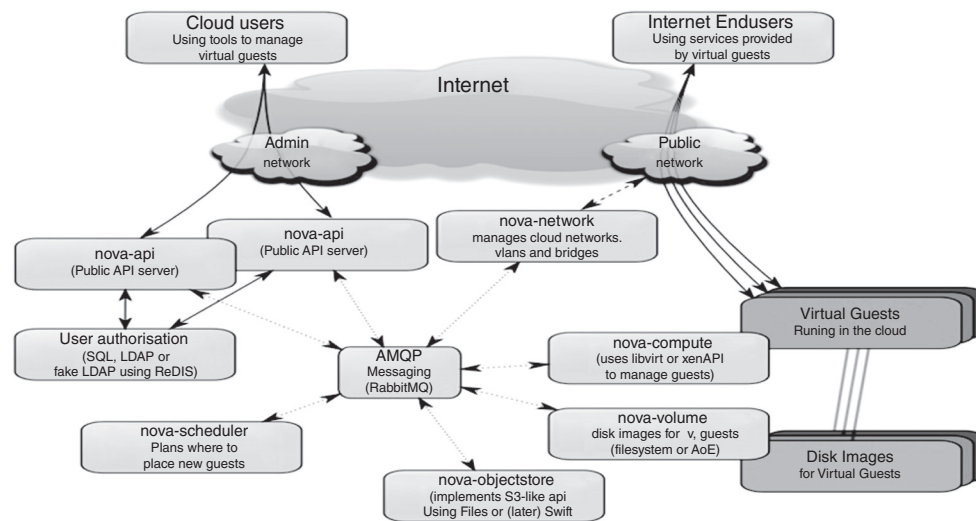 Cloud users
Using tools to manage
virtual guests
Internet Endusers
Using services provided
by virtual guests
Internet
Admin
network
Public
network
nova-api
(Public API server)
nova-api
(Public API server)
nova-network
manages cloud networks.
vlans and bridges
User authorisation
(SQL, LDAP or
fake LDAP using ReDIS)
AMQP
Messaging
(RabbitMQ)
nova-compute
(uses libvirt or xenAPI
to manage guests)
Virtual Guests
Runing in the cloud
nova-scheduler
Plans where to
place new guests
nova-volume
disk images for v, guests
(filesystem or AoE)
Disk Images
for Virtual Guests
nova-objectstore
(implements S3-like api
Using Files or (later) Swift